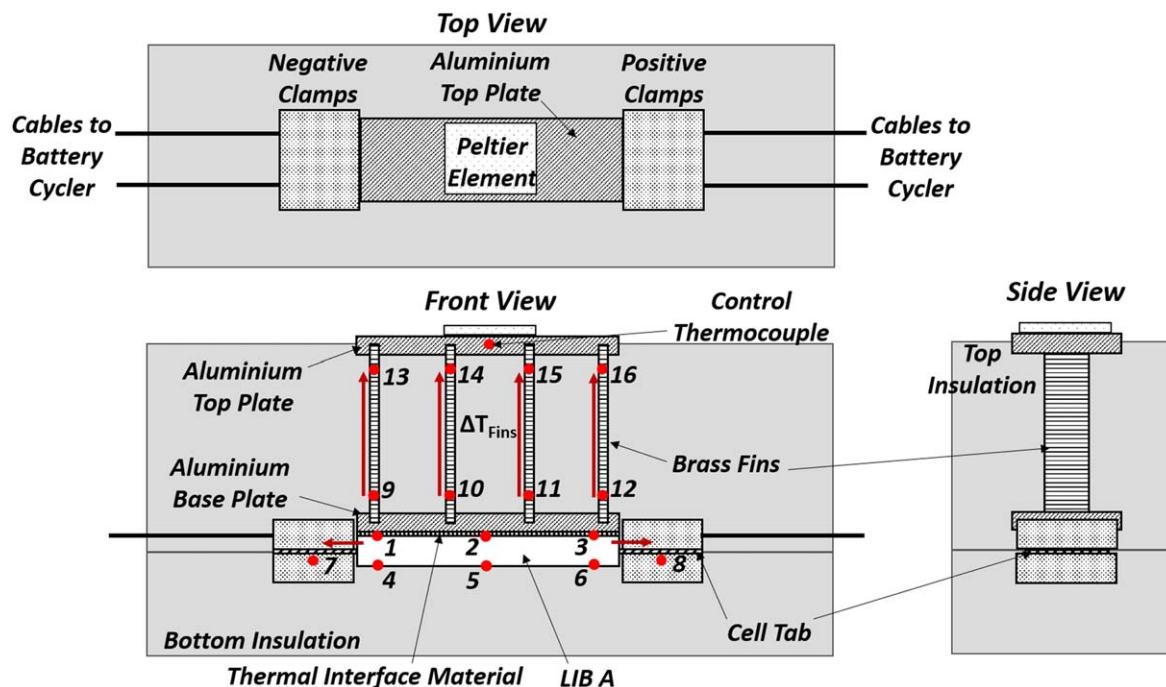 Top View
Negative
Clamps
Aluminium
Top Plate
Positive
Clamps
Cables to
Battery
Cycler
Peltier
Element
Cables to
Battery
Cycler
Front View
Control
Thermocouple
Side View
Aluminium
Top Plate
13
14
15
16
ΔTFins
Top
Insulation
Brass Fins
Aluminium
Base Plate
9
10
11
12
1
2
3
7
8
4
5
6
Cell Tab
Bottom Insulation
Thermal Interface Material
LIB A